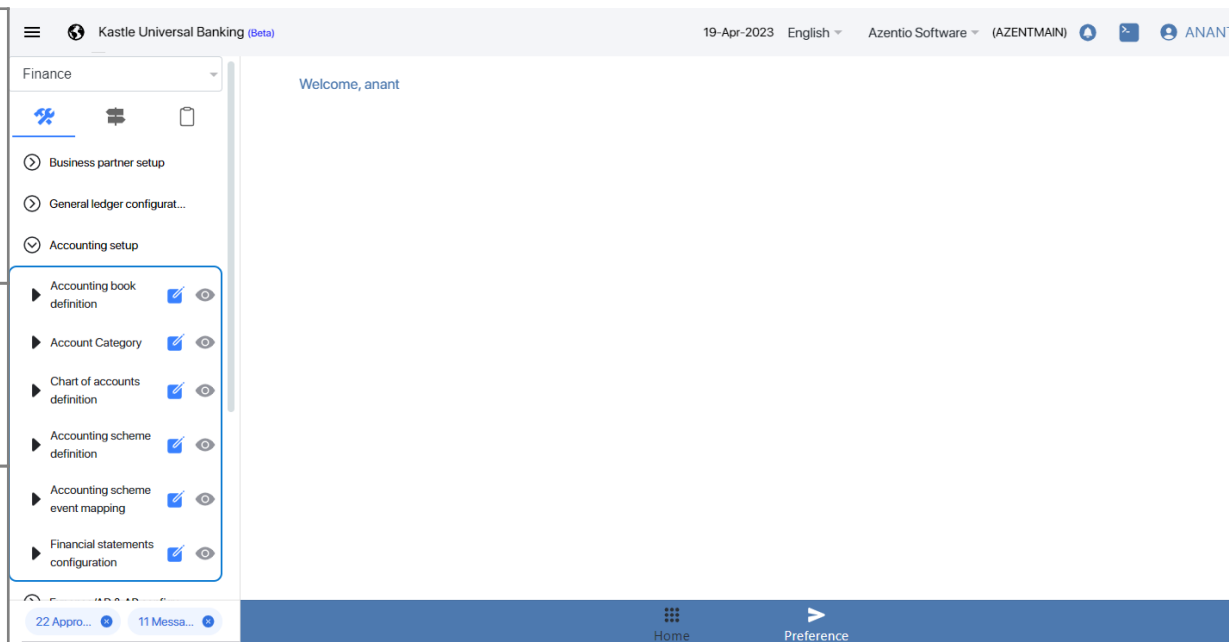 Kastle Universal Banking (Beta)
19-Apr-2023 English Azentio Software (AZENTMAIN) ANANT
Finance
Welcome, anant
Business partner setup
General ledger configurat...
Accounting setup
Accounting book
definition
Account Category
Chart of accounts
definition
Accounting scheme
definition
Accounting scheme
event mapping
Financial statements
configuration
22 Appro...
11 Messa...
Home
Preference